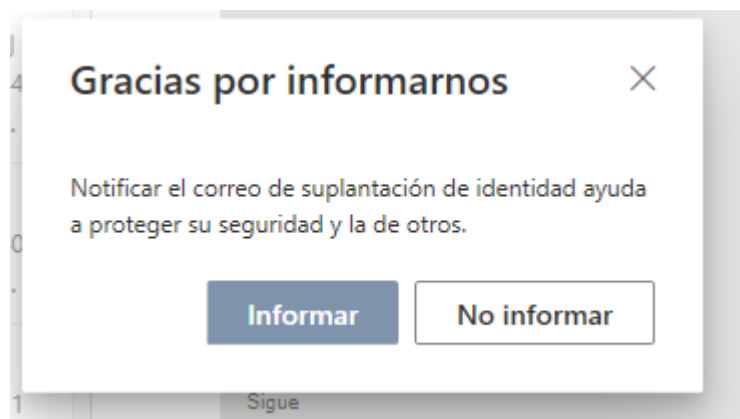 Gracias por informarnos
Notificar el correo de suplantación de identidad ayuda
a proteger su seguridad y la de otros.
Informar
No informar
Sigue
1